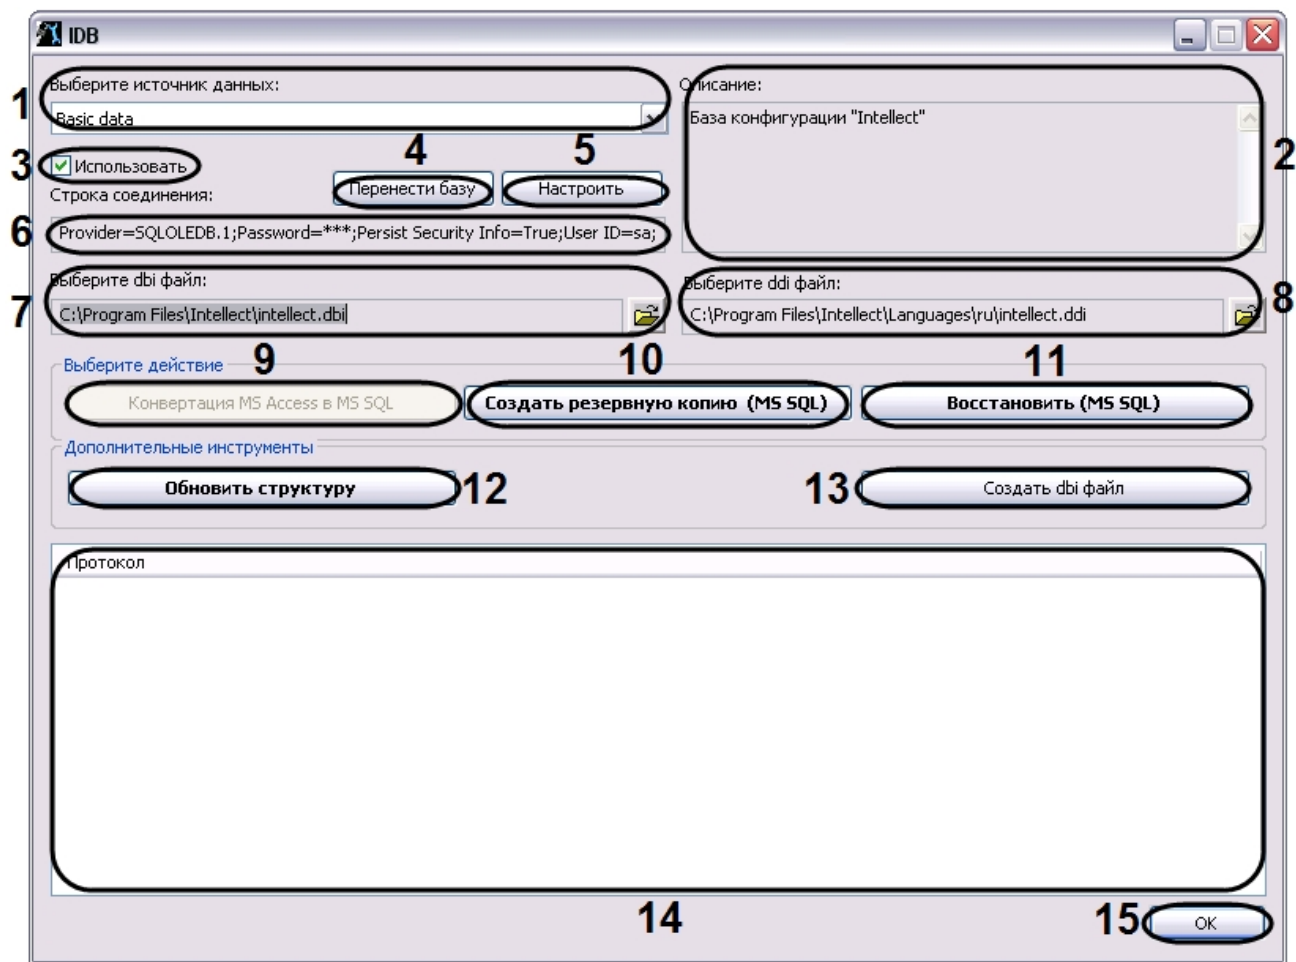 IDB
Выберите источник данных:
Описание:
1
Basic data
База конфигурации "Intellect"
2
3
Использовать
4
5
Строка соединения:
Перенести базу
Настроить
6
Provider=SQLOLEDB.1;Password=***;Persist Security Info=True;User ID=sa;
Выберите dbi файл:
Выберите ddi файл:
7
C:\Program Files\Intellect\intellect.dbi
C:\Program Files\Intellect\Languages\ru\intellect.ddi
8
Выберите действие
9
10
11
Конвертация MS Access в MS SQL
Создать резервную копию (MS SQL)
Восстановить (MS SQL)
Дополнительные инструменты
Обновить структуру
12
13
Создать dbi файл
Протокол
14
15
OK